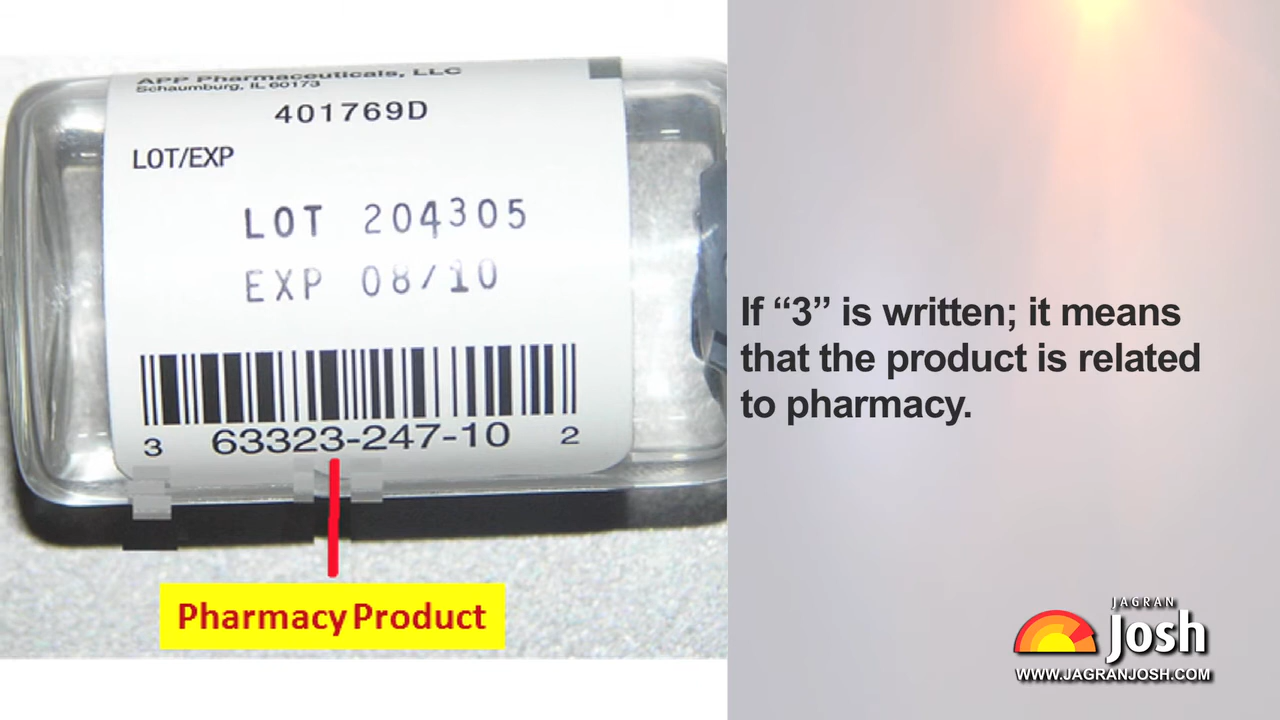 APP Pharmaceuticals, LLC
Schaumburg, IL 60173
401769D
LOT/EXP
LOT 204305
EXP 08/10
3 63323-247-10 2
Pharmacy Product
If “3” is written; it means
that the product is related
to pharmacy.
JAGRAN
Josh
WWW.JAGRANJOSH.COM